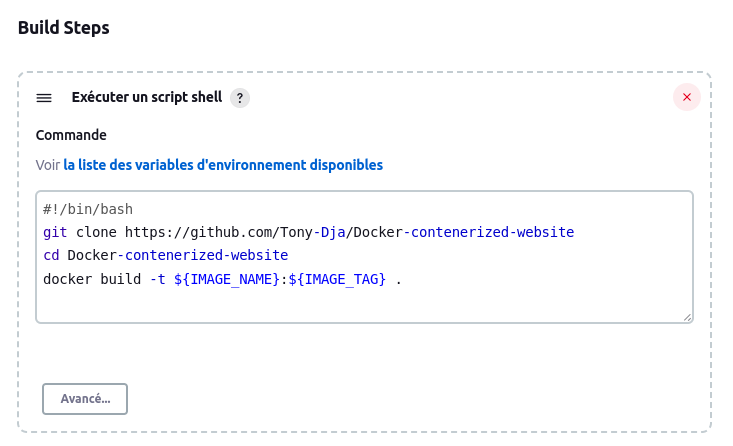 Build Steps
Exécuter un script shell ?
Commande
Voir la liste des variables d'environnement disponibles
#!/bin/bash
git clone https://github.com/Tony-Dja/Docker-contenerized-website
cd Docker-contenerized-website
docker build -t ${IMAGE_NAME}:${IMAGE_TAG} .
Avancé...